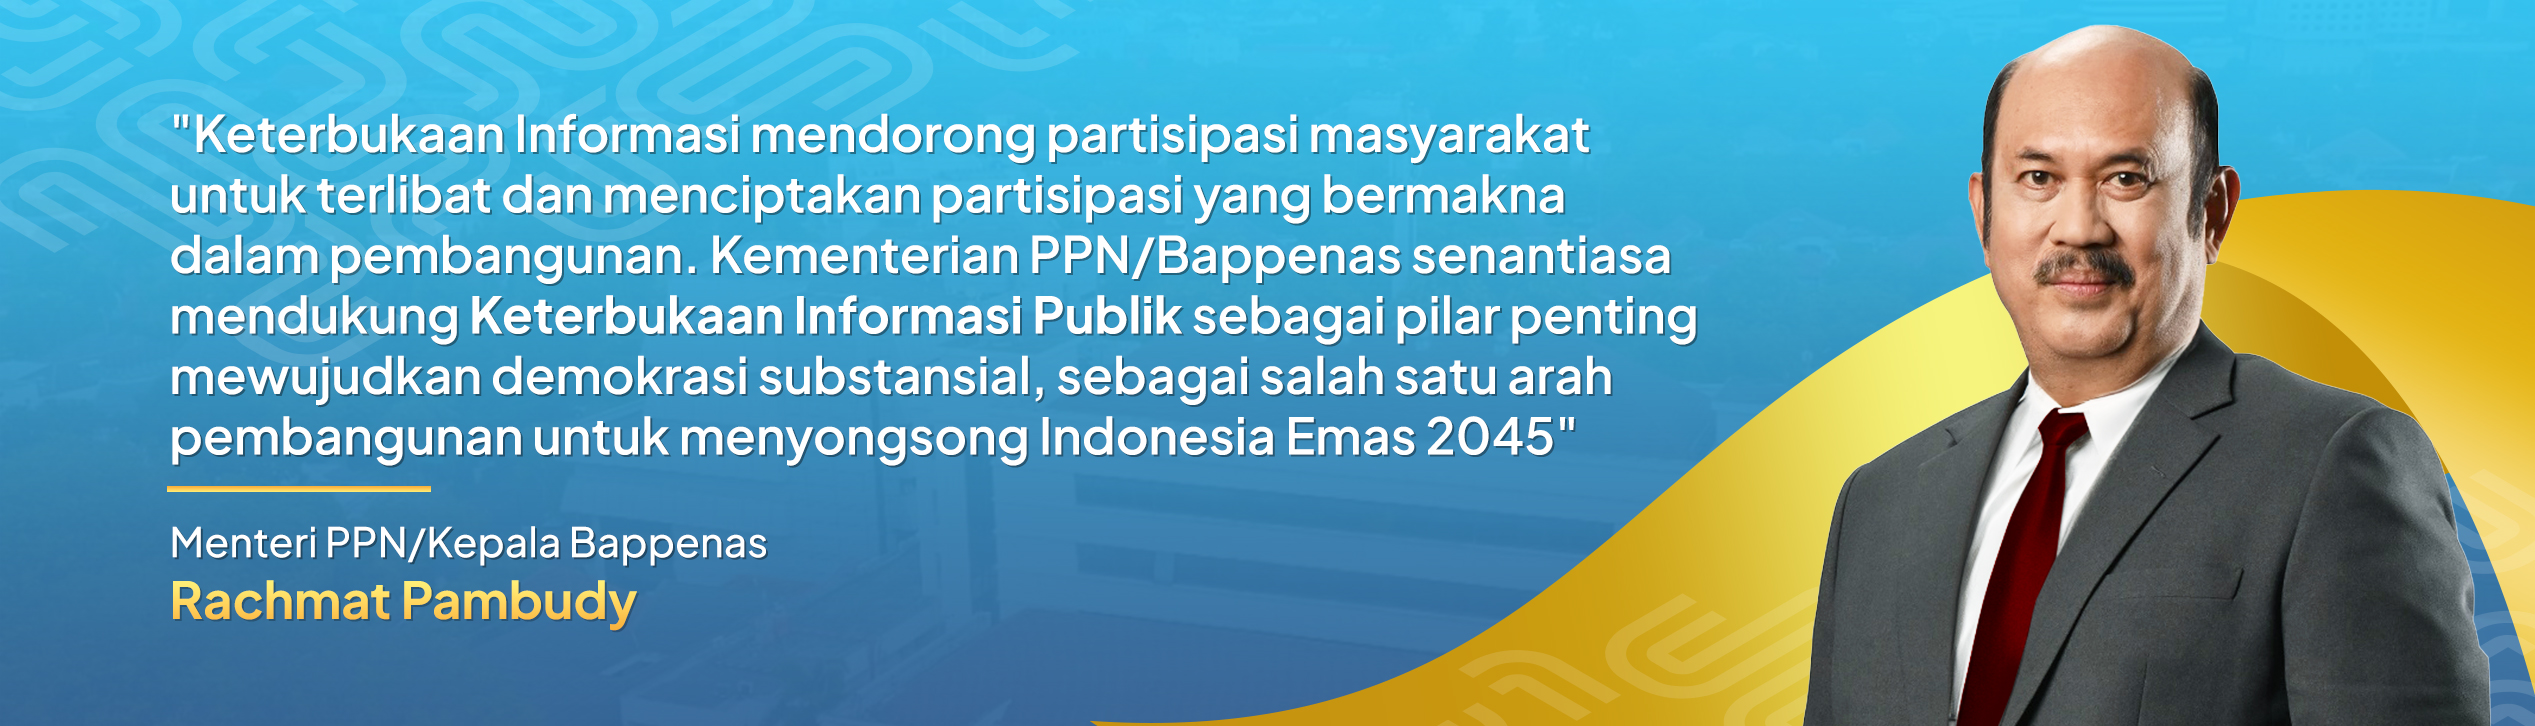 "Keterbukaan Informasi mendorong partisipasi masyarakat
untuk terlibat dan menciptakan partisipasi yang bermakna
dalam pembangunan. Kementerian PPN/Bappenas senantiasa
mendukung Keterbukaan Informasi Publik sebagai pilar penting
mewujudkan demokrasi substansial, sebagai salah satu arah
pembangunan untuk menyongsong Indonesia Emas 2045"
Menteri PPN/Kepala Bappenas
Rachmat Pambudy